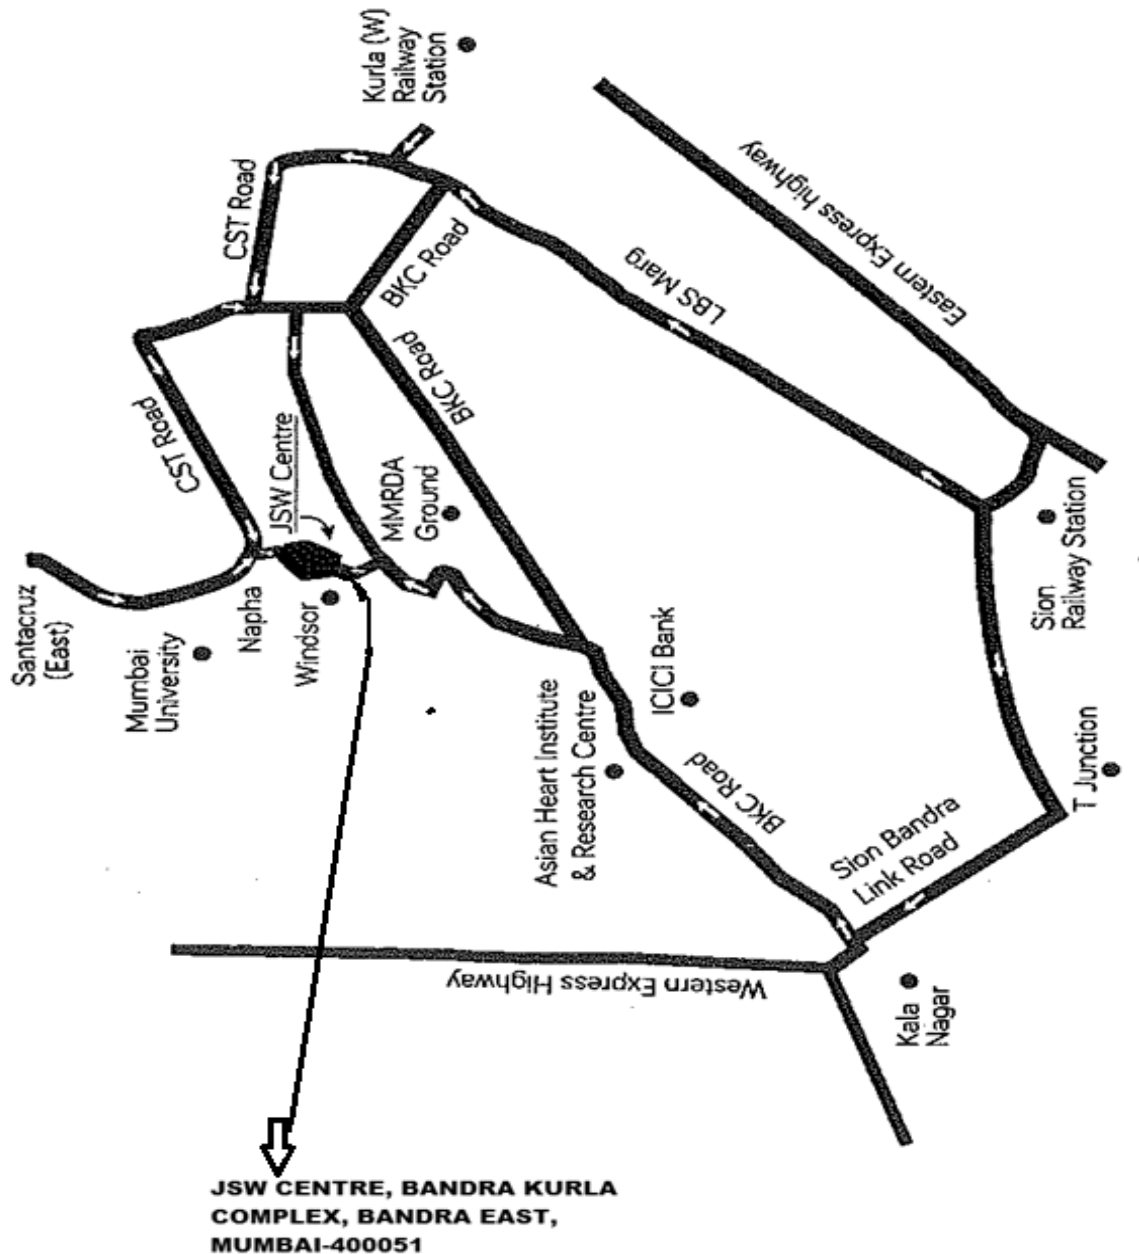 Kurla (W)
Railway
Station
CST Road
BKC Road
LBS Marg
Eastern Express highway
CST Road
BKC Road
JSW Centre
MMRDA
Ground
Santacruz
(East)
Mumbai
University
Napha
Windsor
Sion
Railway Station
ICICI Bank
Asian Heart Institute
& Research Centre
BKC Road
T Junction
Sion Bandra
Link Road
Western Express Highway
Kala
Nagar
JSW CENTRE, BANDRA KURLA
COMPLEX, BANDRA EAST,
MUMBAI-400051